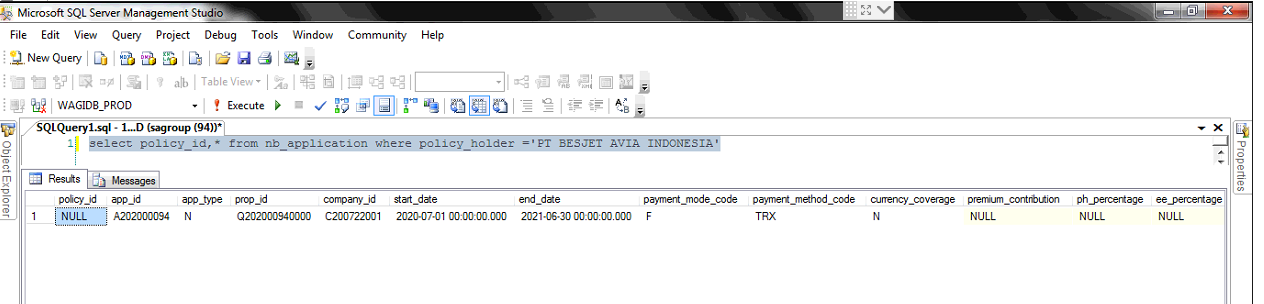 Microsoft SQL Server Management Studio
File Edit View Query Project Debug Tools Window Community Help
New Query
Table View
WAGIDB_PROD Execute
SQLQuery1.sql - 1...D (sagroup (94))*
1 select policy_id,* from nb_application where policy_holder ='PT BESJET AVIA INDONESIA'
Object Explorer
Properties
Results Messages
policy_id app_id app_type prop_id company_id start_date end_date payment_mode_code payment_method_code currency_coverage premium_contribution ph_percentage ee_percentage
1 NULL A202000094 N Q202000940000 C200722001 2020-07-01 00:00:00.000 2021-06-30 00:00:00.000 F TRX N NULL NULL NULL